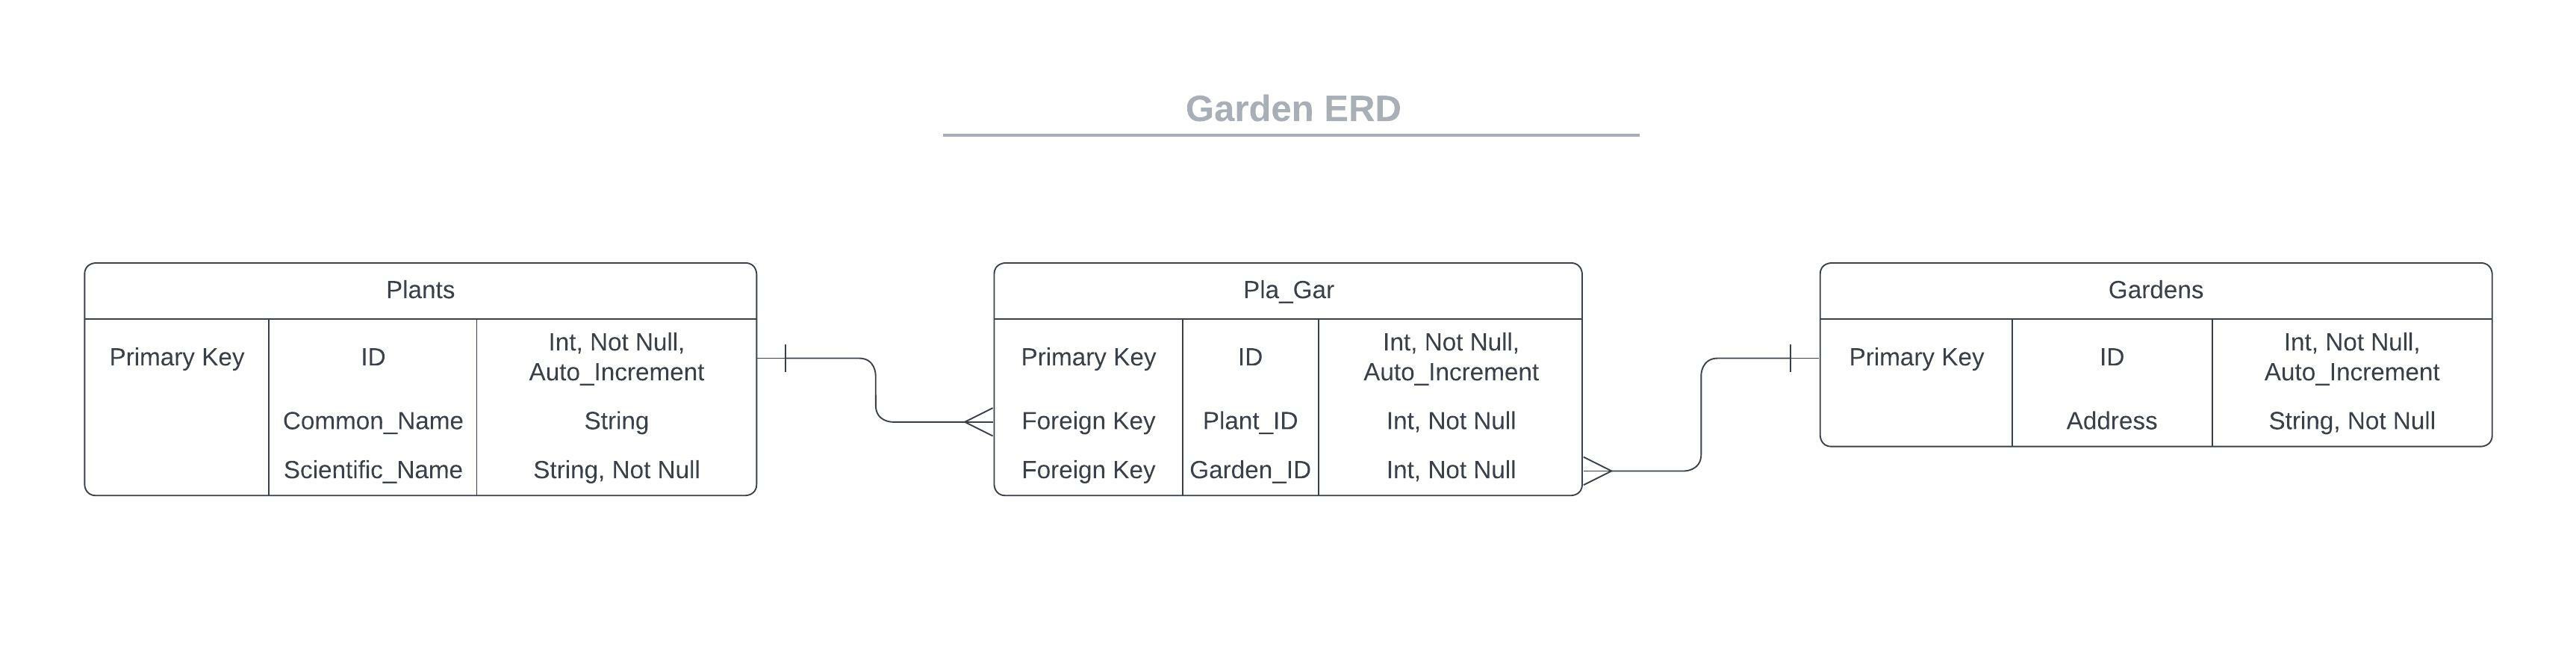 Garden ERD
Plants
Primary Key ID Int, Not Null,
Auto_Increment
Common_Name String
Scientific_Name String, Not Null
Pla_Gar
Primary Key ID Int, Not Null,
Auto_Increment
Foreign Key Plant_ID Int, Not Null
Foreign Key Garden_ID Int, Not Null
Gardens
Primary Key ID Int, Not Null,
Auto_Increment
Address String, Not Null